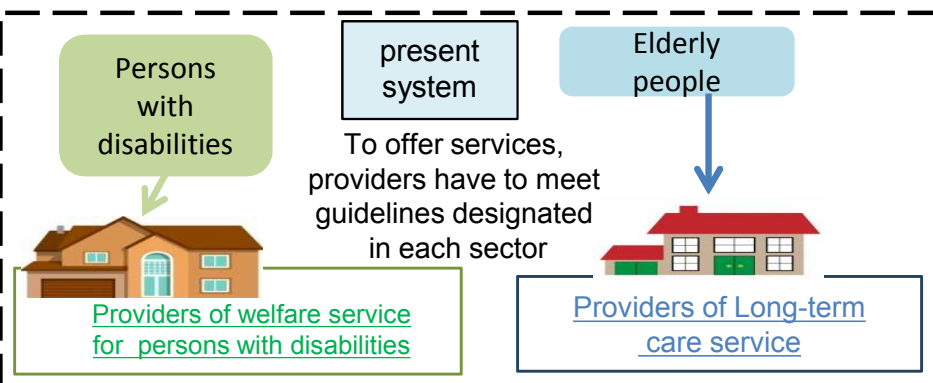 Persons
with
disabilities
present
system
Elderly
people
To offer services,
providers have to meet
guidelines designated
in each sector
Providers of welfare service
for persons with disabilities
Providers of Long-term
care service